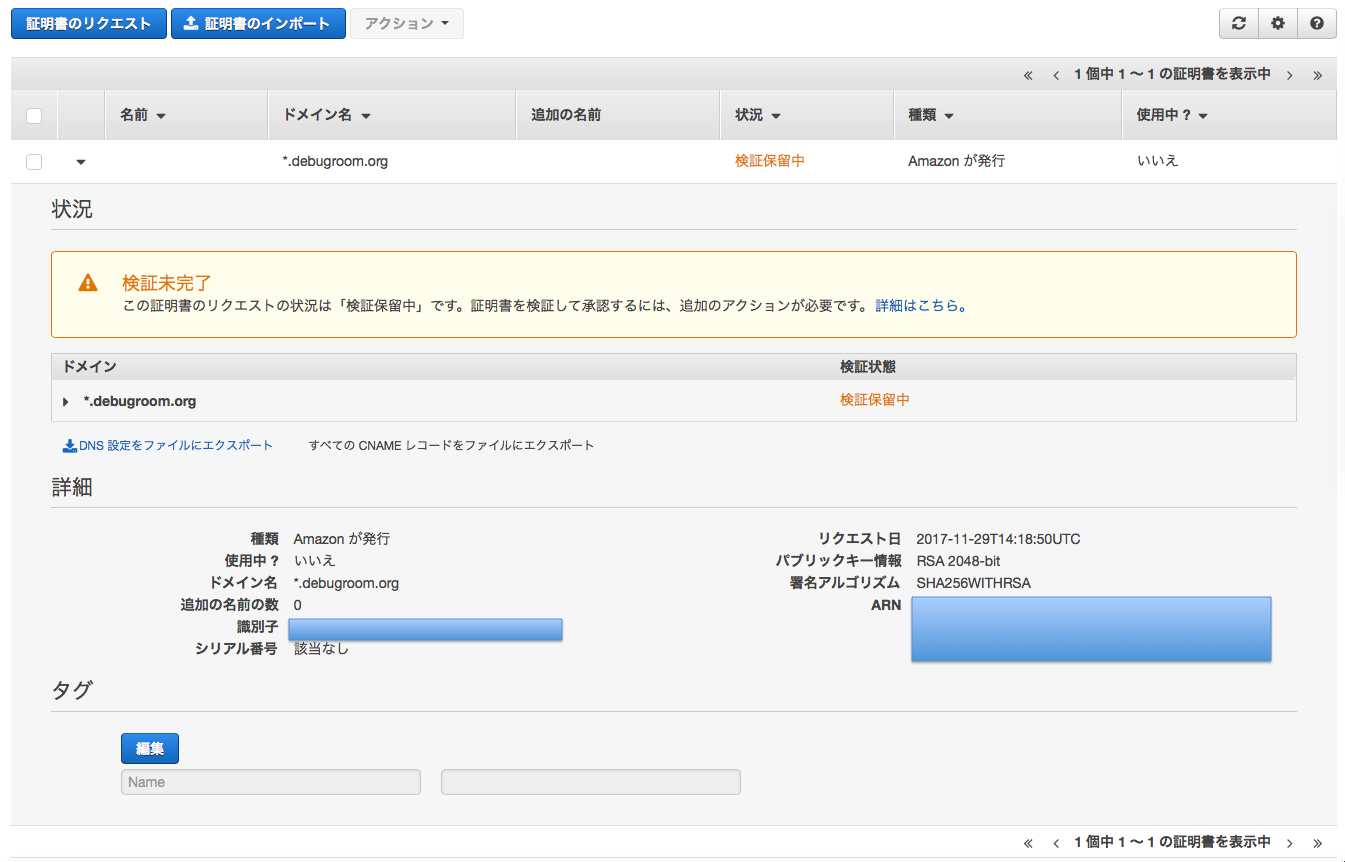 証明書のリクエスト 証明書のインポート アクション
1 個中 1 〜 1 の証明書を表示中
名前 ドメイン名 追加の名前 状況 種類 使用中 ?
*.debugroom.org 検証保留中 Amazon が発行 いいえ
状況
検証未完了
この証明書のリクエストの状況は「検証保留中」です。証明書を検証して承認するには、追加のアクションが必要です。 詳細はこちら。
ドメイン 検証状態
*.debugroom.org 検証保留中
DNS 設定をファイルにエクスポート すべての CNAME レコードをファイルにエクスポート
詳細
種類 Amazon が発行 リクエスト日 2017-11-29T14:18:50UTC
使用中 ? いいえ パブリックキー情報 RSA 2048-bit
ドメイン名 *.debugroom.org 署名アルゴリズム SHA256WITHRSA
追加の名前の数 0 ARN
識別子
シリアル番号 該当なし
タグ
編集
Name
1 個中 1 〜 1 の証明書を表示中